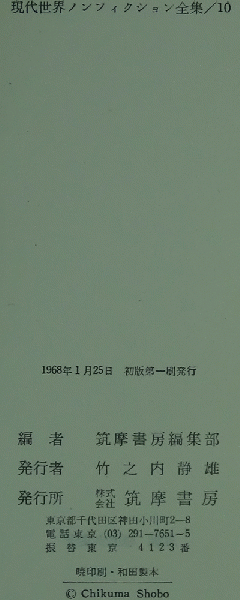 現代世界ノンフィクション全集/10
1968年1月25日 初版第一刷発行
編者 筑摩書房編集部
発行者 竹之内静雄
発行所 株式会社 筑摩書房
東京都千代田区神田小川町2—8
電話東京(03)291—7651~5
振替東京—4123番
暁印刷・和田製本
© Chikuma Shobo